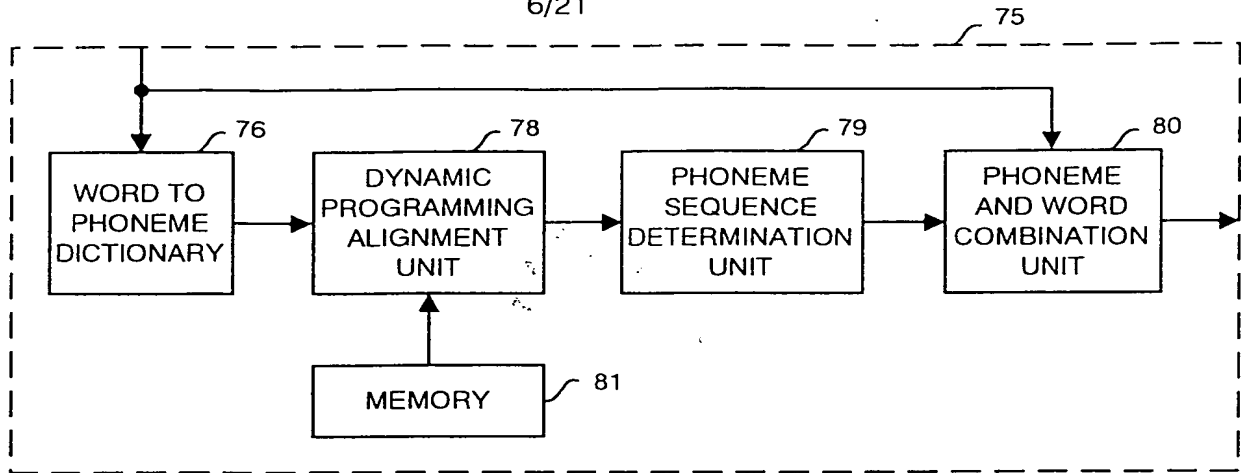 6/21
75
76
78
79
80
WORD TO
PHONEME
DICTIONARY
DYNAMIC
PROGRAMMING
ALIGNMENT
UNIT
PHONEME
SEQUENCE
DETERMINATION
UNIT
PHONEME
AND WORD
COMBINATION
UNIT
MEMORY
81